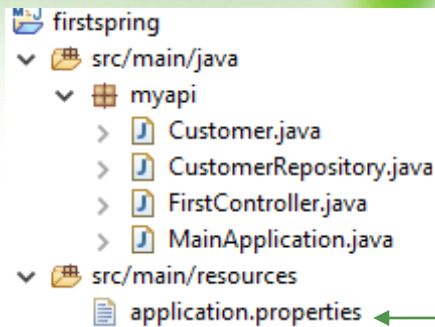 firstspring
src/main/java
myapi
Customer.java
CustomerRepository.java
FirstController.java
MainApplication.java
src/main/resources
application.properties